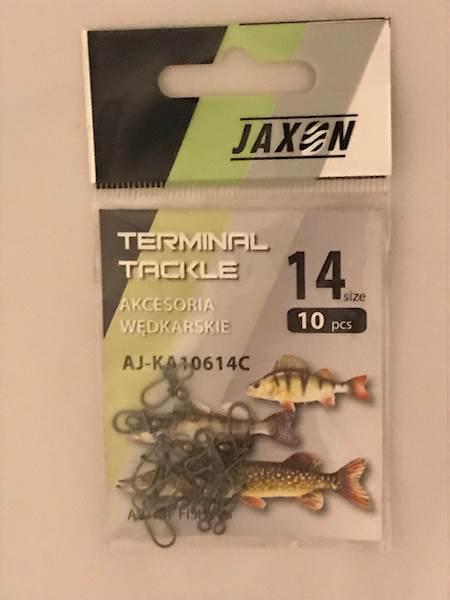 JAXON
TERMINAL
TACKLE
14
size
10 pcs
AKCESORIA
WĘDKARSKIE
AJ-KA10614C